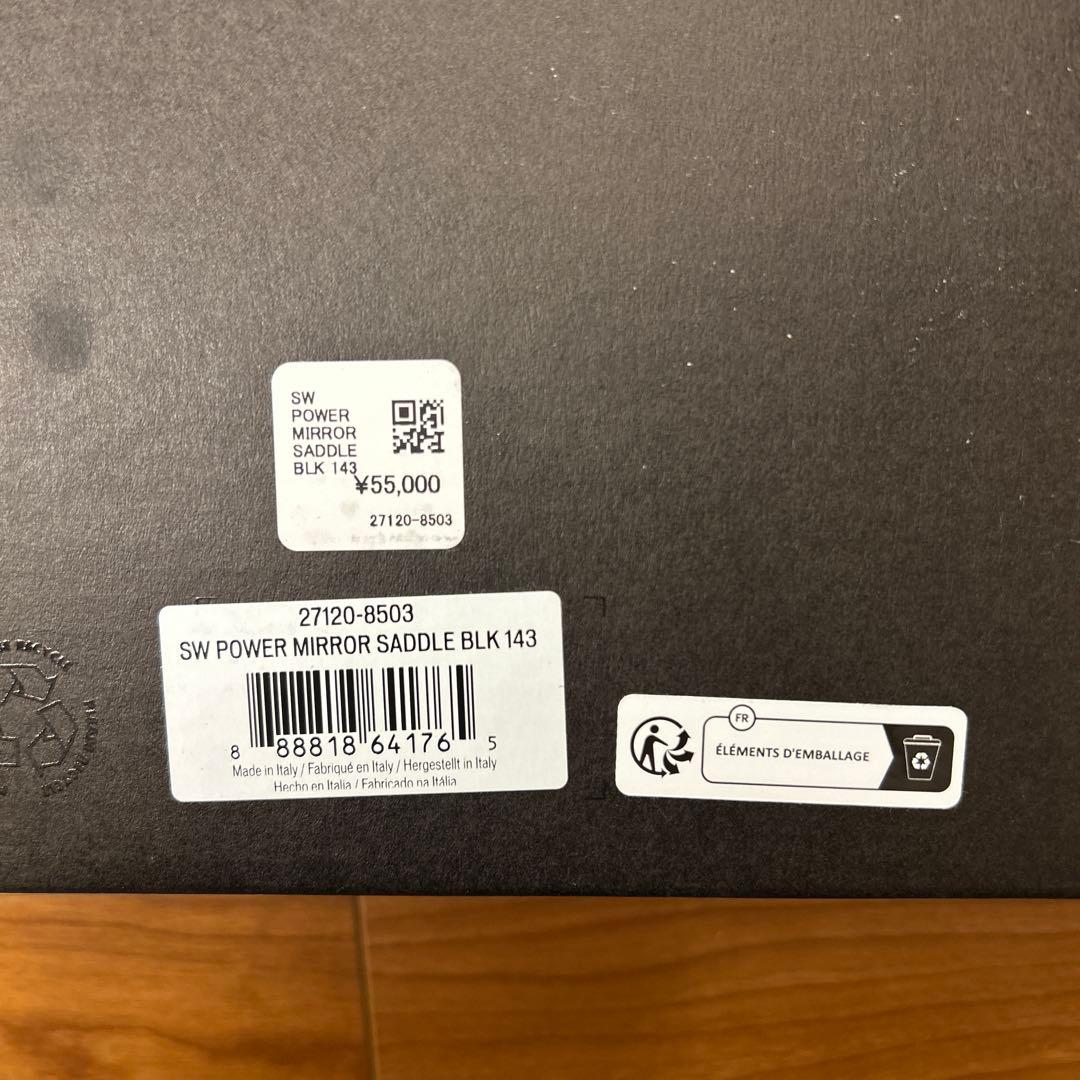 SW
POWER
MIRROR
SADDLE
BLK 143
¥55,000
27120-8503
27120-8503
SW POWER MIRROR SADDLE BLK 143
8 88818 64176 5
Made in Italy / Fabriqué en Italy / Hergestellt in Italy
Hecho en Italia / Fabricado na Itália
RECYCLE
FR
ÉLÉMENTS D'EMBALLAGE